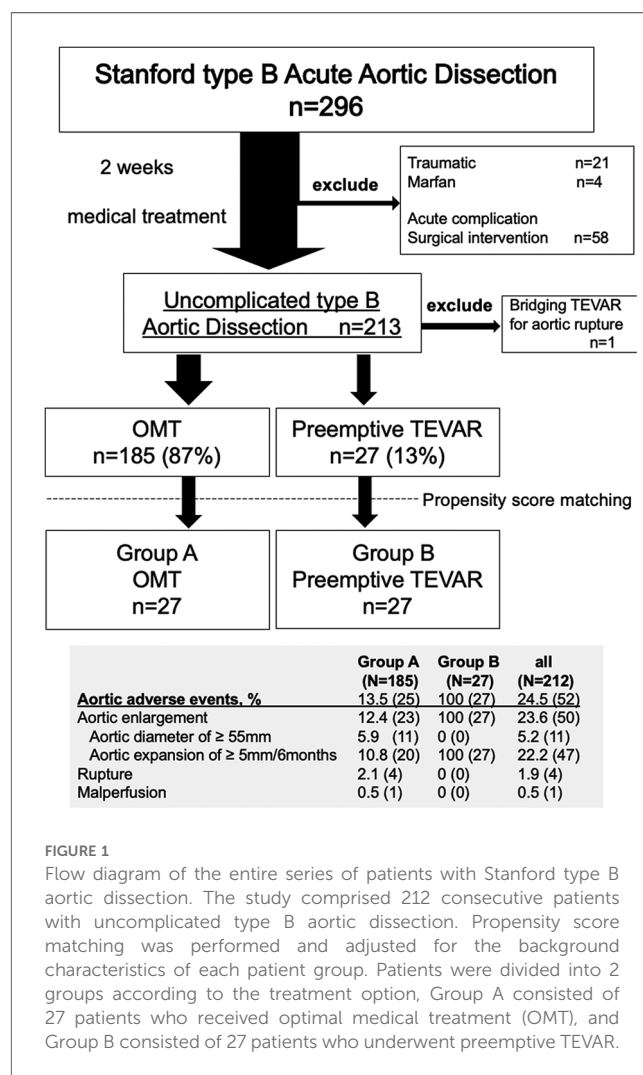 Stanford type B Acute Aortic Dissection
n=296
2 weeks
medical treatment
exclude
Traumatic n=21
Marfan n=4
Acute complication
Surgical intervention n=58
Uncomplicated type B
Aortic Dissection n=213
exclude
Bridging TEVAR
for aortic rupture
n=1
OMT
n=185 (87%)
Preemptive TEVAR
n=27 (13%)
Propensity score matching
Group A
OMT
n=27
Group B
Preemptive TEVAR
n=27
Group A Group B all
(N=185) (N=27) (N=212)
Aortic adverse events, % 13.5 (25) 100 (27) 24.5 (52)
Aortic enlargement 12.4 (23) 100 (27) 23.6 (50)
Aortic diameter of ≥ 55mm 5.9 (11) 0 (0) 5.2 (11)
Aortic expansion of ≥ 5mm/6months 10.8 (20) 100 (27) 22.2 (47)
Rupture 2.1 (4) 0 (0) 1.9 (4)
Malperfusion 0.5 (1) 0 (0) 0.5 (1)
FIGURE 1
Flow diagram of the entire series of patients with Stanford type B
aortic dissection. The study comprised 212 consecutive patients
with uncomplicated type B aortic dissection. Propensity score
matching was performed and adjusted for the background
characteristics of each patient group. Patients were divided into 2
groups according to the treatment option, Group A consisted of
27 patients who received optimal medical treatment (OMT), and
Group B consisted of 27 patients who underwent preemptive TEVAR.